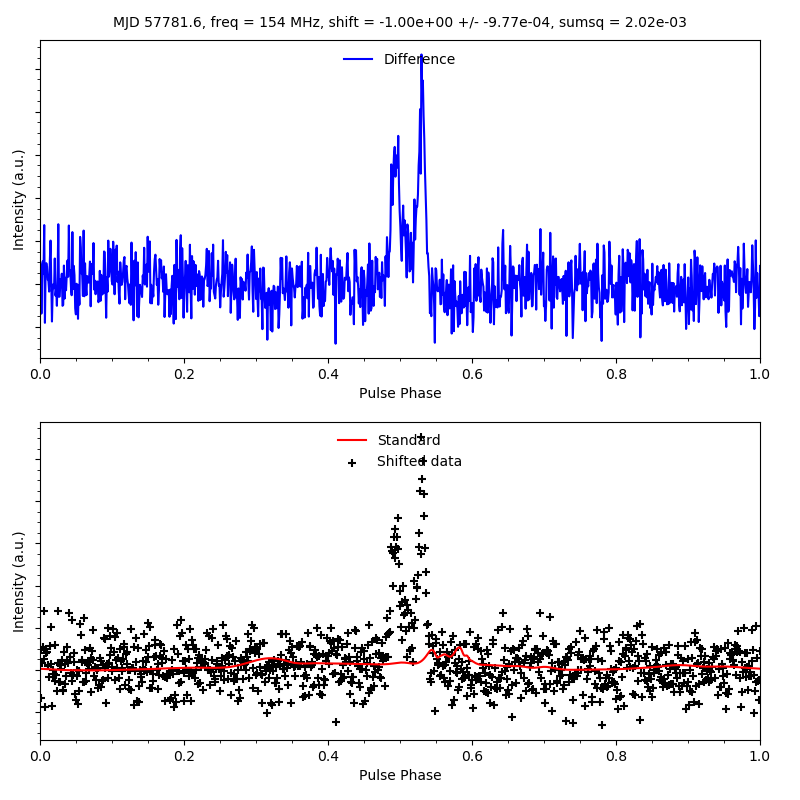 MJD 57781.6, freq = 154 MHz, shift = -1.00e+00 +/- -9.77e-04, sumsq = 2.02e-03
Difference
Intensity (a.u.)
0.0 0.2 0.4 0.6 0.8 1.0
Pulse Phase
Standard
Shifted data
Intensity (a.u.)
0.0 0.2 0.4 0.6 0.8 1.0
Pulse Phase